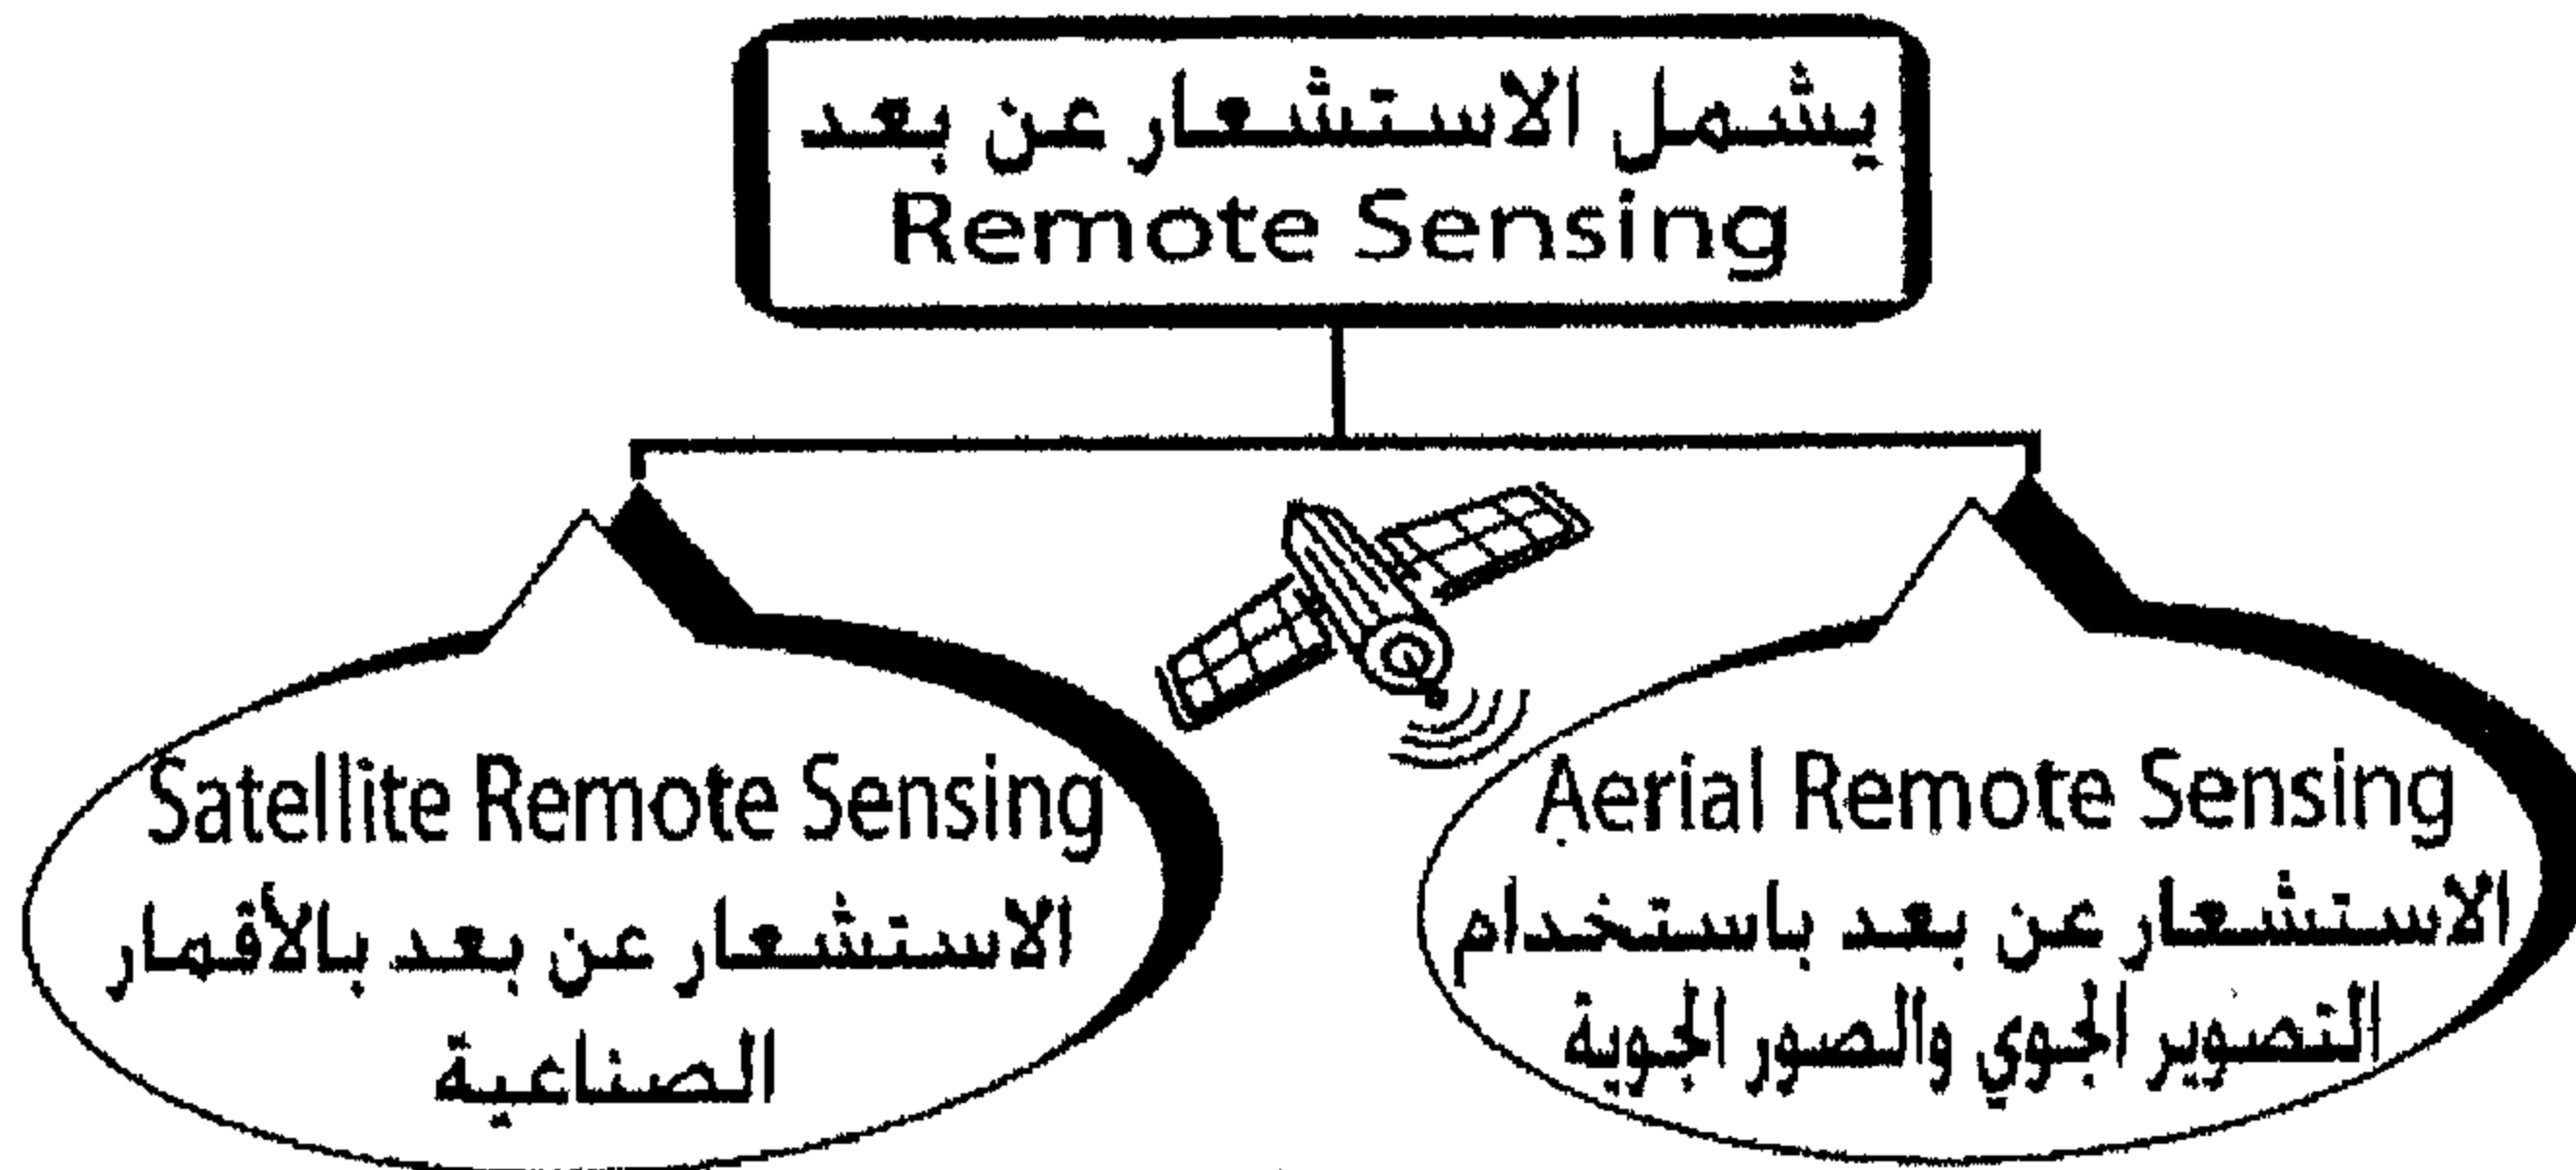 يشمل الاستشعار عن بعد
Remote Sensing
Aerial Remote Sensing
الاستشعار عن بعد باستخدام
التصوير الجوي والصور الجوية
Satellite Remote Sensing
الاستشعار عن بعد بالأقمار
الصناعية